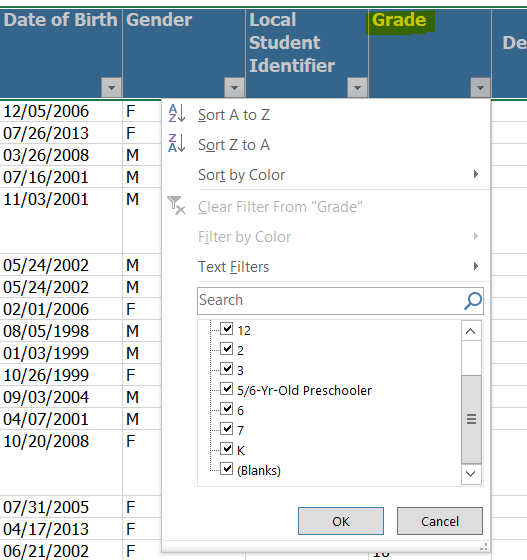 Date of Birth Gender Local Student Identifier Grade De
12/05/2006 F
07/26/2013 F
03/26/2008 M
07/16/2001 M
11/03/2001 M
05/24/2002 M
05/24/2002 M
02/01/2006 F
08/05/1998 M
01/03/1999 M
10/26/1999 F
09/03/2004 M
04/07/2001 M
10/20/2008 F
07/31/2005 F
04/17/2013 F
06/21/2002 F
Sort A to Z
Sort Z to A
Sort by Color
Clear Filter From "Grade"
Filter by Color
Text Filters
Search
12
2
3
5/6-Yr-Old Preschooler
6
7
K
(Blanks)
OK Cancel